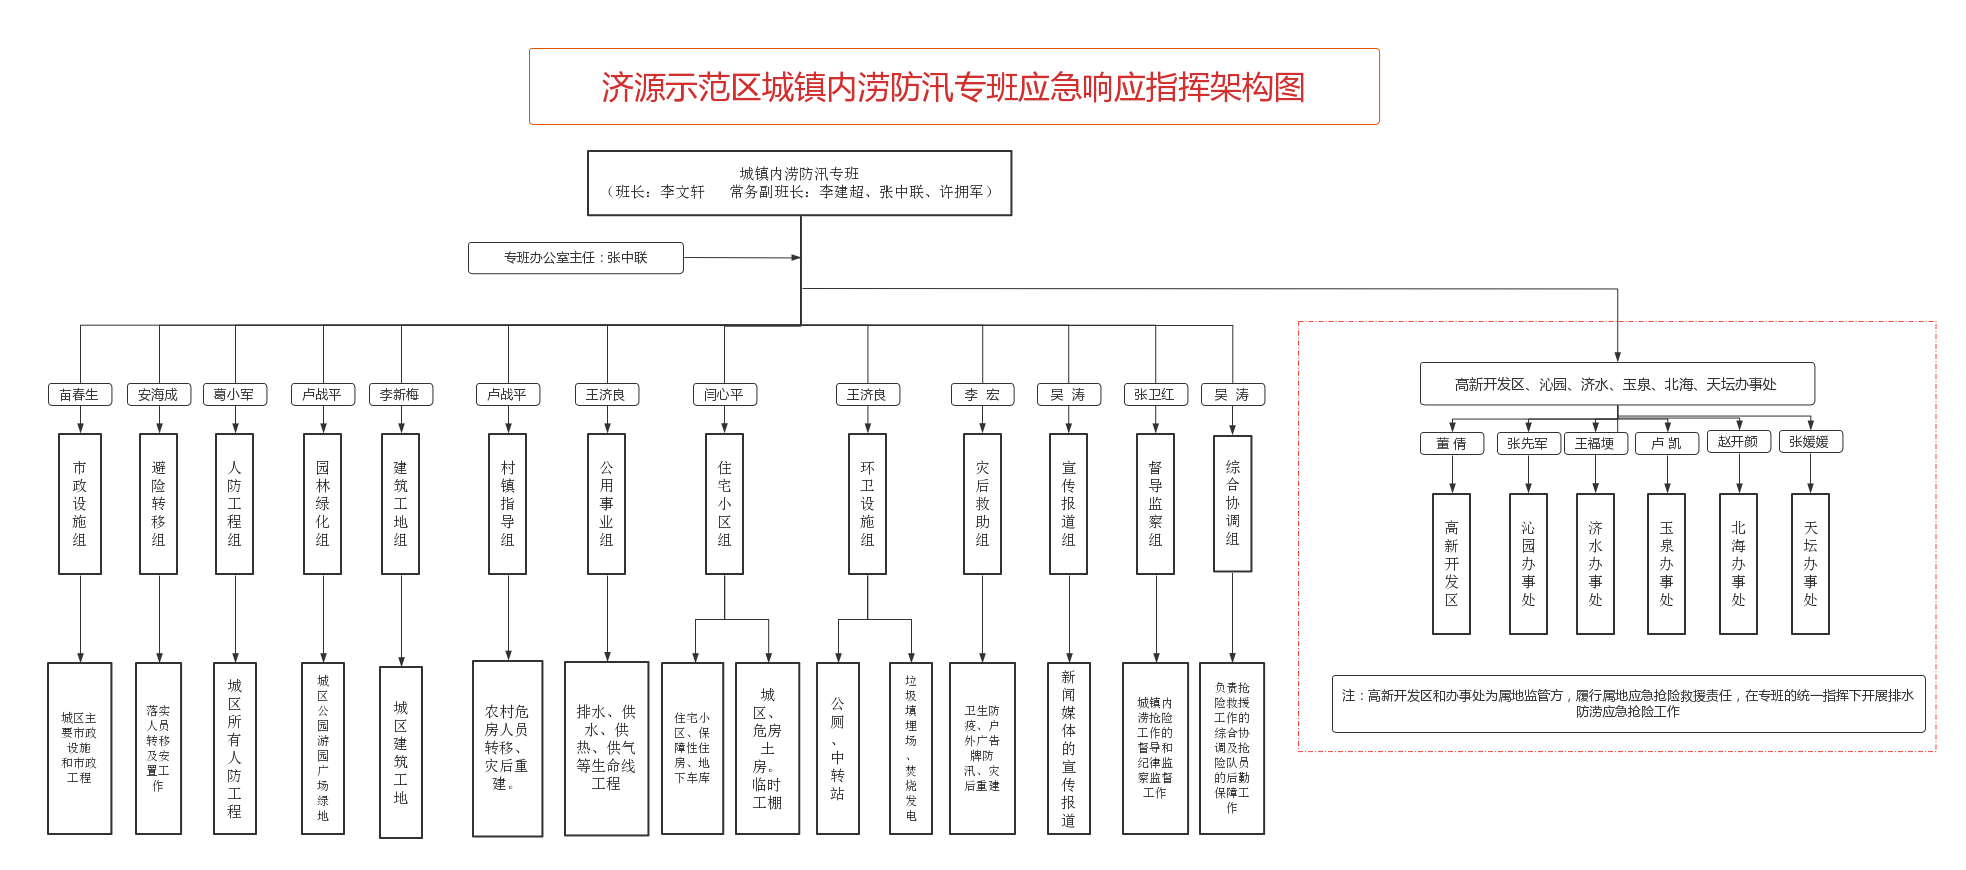 济源示范区城镇内涝防汛专班应急响应指挥架构图
城镇内涝防汛专班
（班长：李文轩 常务副班长：李建超、张中联、许拥军）
专班办公室主任：张中联
苗春生
安海成
葛小军
卢战平
李新梅
卢战平
王济良
闫心平
王济良
李 宏
吴 涛
张卫红
吴 涛
市政设施组
避险转移组
人防工程组
园林绿化组
建筑工地组
村镇指导组
公用事业组
住宅小区组
环卫设施组
灾后救助组
宣传报道组
督导监察组
综合协调组
城区主
要市政
设施
和市政
工程
落实
人员
转移
及安
置工
作
城区所有人防工程
城区公园游园广场绿地
城区建筑工地
农村危
房人员
转移、
灾后重
建。
排水、供
水、供
热、供气
等生命线
工程
住宅小
区、保
障性住
房、地
下车库
城
区、
危房
土
房。
临时
工棚
公厕、中转站
垃圾填埋场、焚烧发电
卫生防
疫、户
外广告
牌防
汛、灾
后重建
新闻媒体的宣传报道
城镇内
涝抢险
工作的
督导和
纪律监
察监督
工作
负责抢
险救援
工作的
综合协
调及抢
险队员
的后勤
保障工
作
高新开发区、沁园、济水、玉泉、北海、天坛办事处
董 倩
张先军
王福埂
卢 凯
赵开颜
张媛媛
高新开发区
沁园办事处
济水办事处
玉泉办事处
北海办事处
天坛办事处
注：高新开发区和办事处为属地监管方，履行属地应急抢险救援责任，在专班的统一指挥下开展排水
防涝应急抢险工作